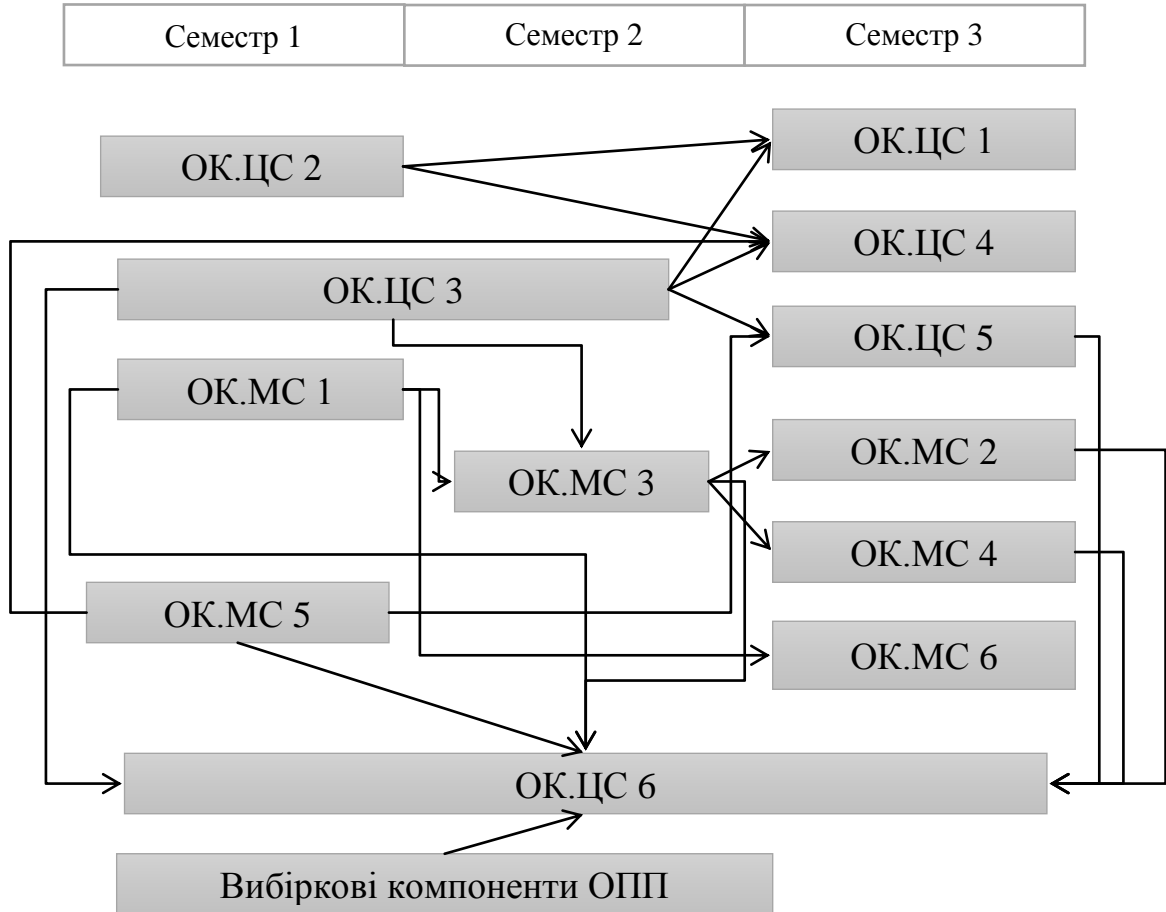 Семестр 1
Семестр 2
Семестр 3
ОК.ЦС 1
ОК.ЦС 2
ОК.ЦС 4
ОК.ЦС 3
ОК.ЦС 5
ОК.МС 1
ОК.МС 2
ОК.МС 3
ОК.МС 4
ОК.МС 5
ОК.МС 6
ОК.ЦС 6
Вибіркові компоненти ОПП